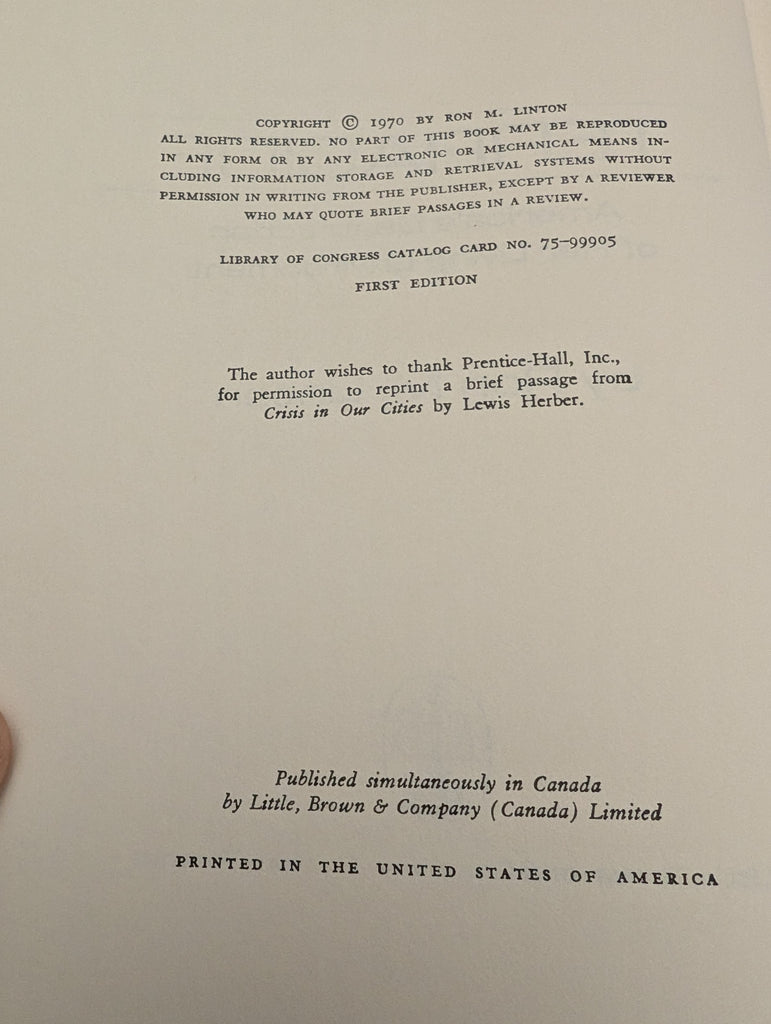 COPYRIGHT © 1970 BY RON M. LINTON
ALL RIGHTS RESERVED. NO PART OF THIS BOOK MAY BE REPRODUCED
IN ANY FORM OR BY ANY ELECTRONIC OR MECHANICAL MEANS IN-
CLUDING INFORMATION STORAGE AND RETRIEVAL SYSTEMS WITHOUT
PERMISSION IN WRITING FROM THE PUBLISHER, EXCEPT BY A REVIEWER
WHO MAY QUOTE BRIEF PASSAGES IN A REVIEW.
LIBRARY OF CONGRESS CATALOG CARD NO. 75-99905
FIRST EDITION
The author wishes to thank Prentice-Hall, Inc.,
for permission to reprint a brief passage from
Crisis in Our Cities by Lewis Herber.
Published simultaneously in Canada
by Little, Brown & Company (Canada) Limited
PRINTED IN THE UNITED STATES OF AMERICA